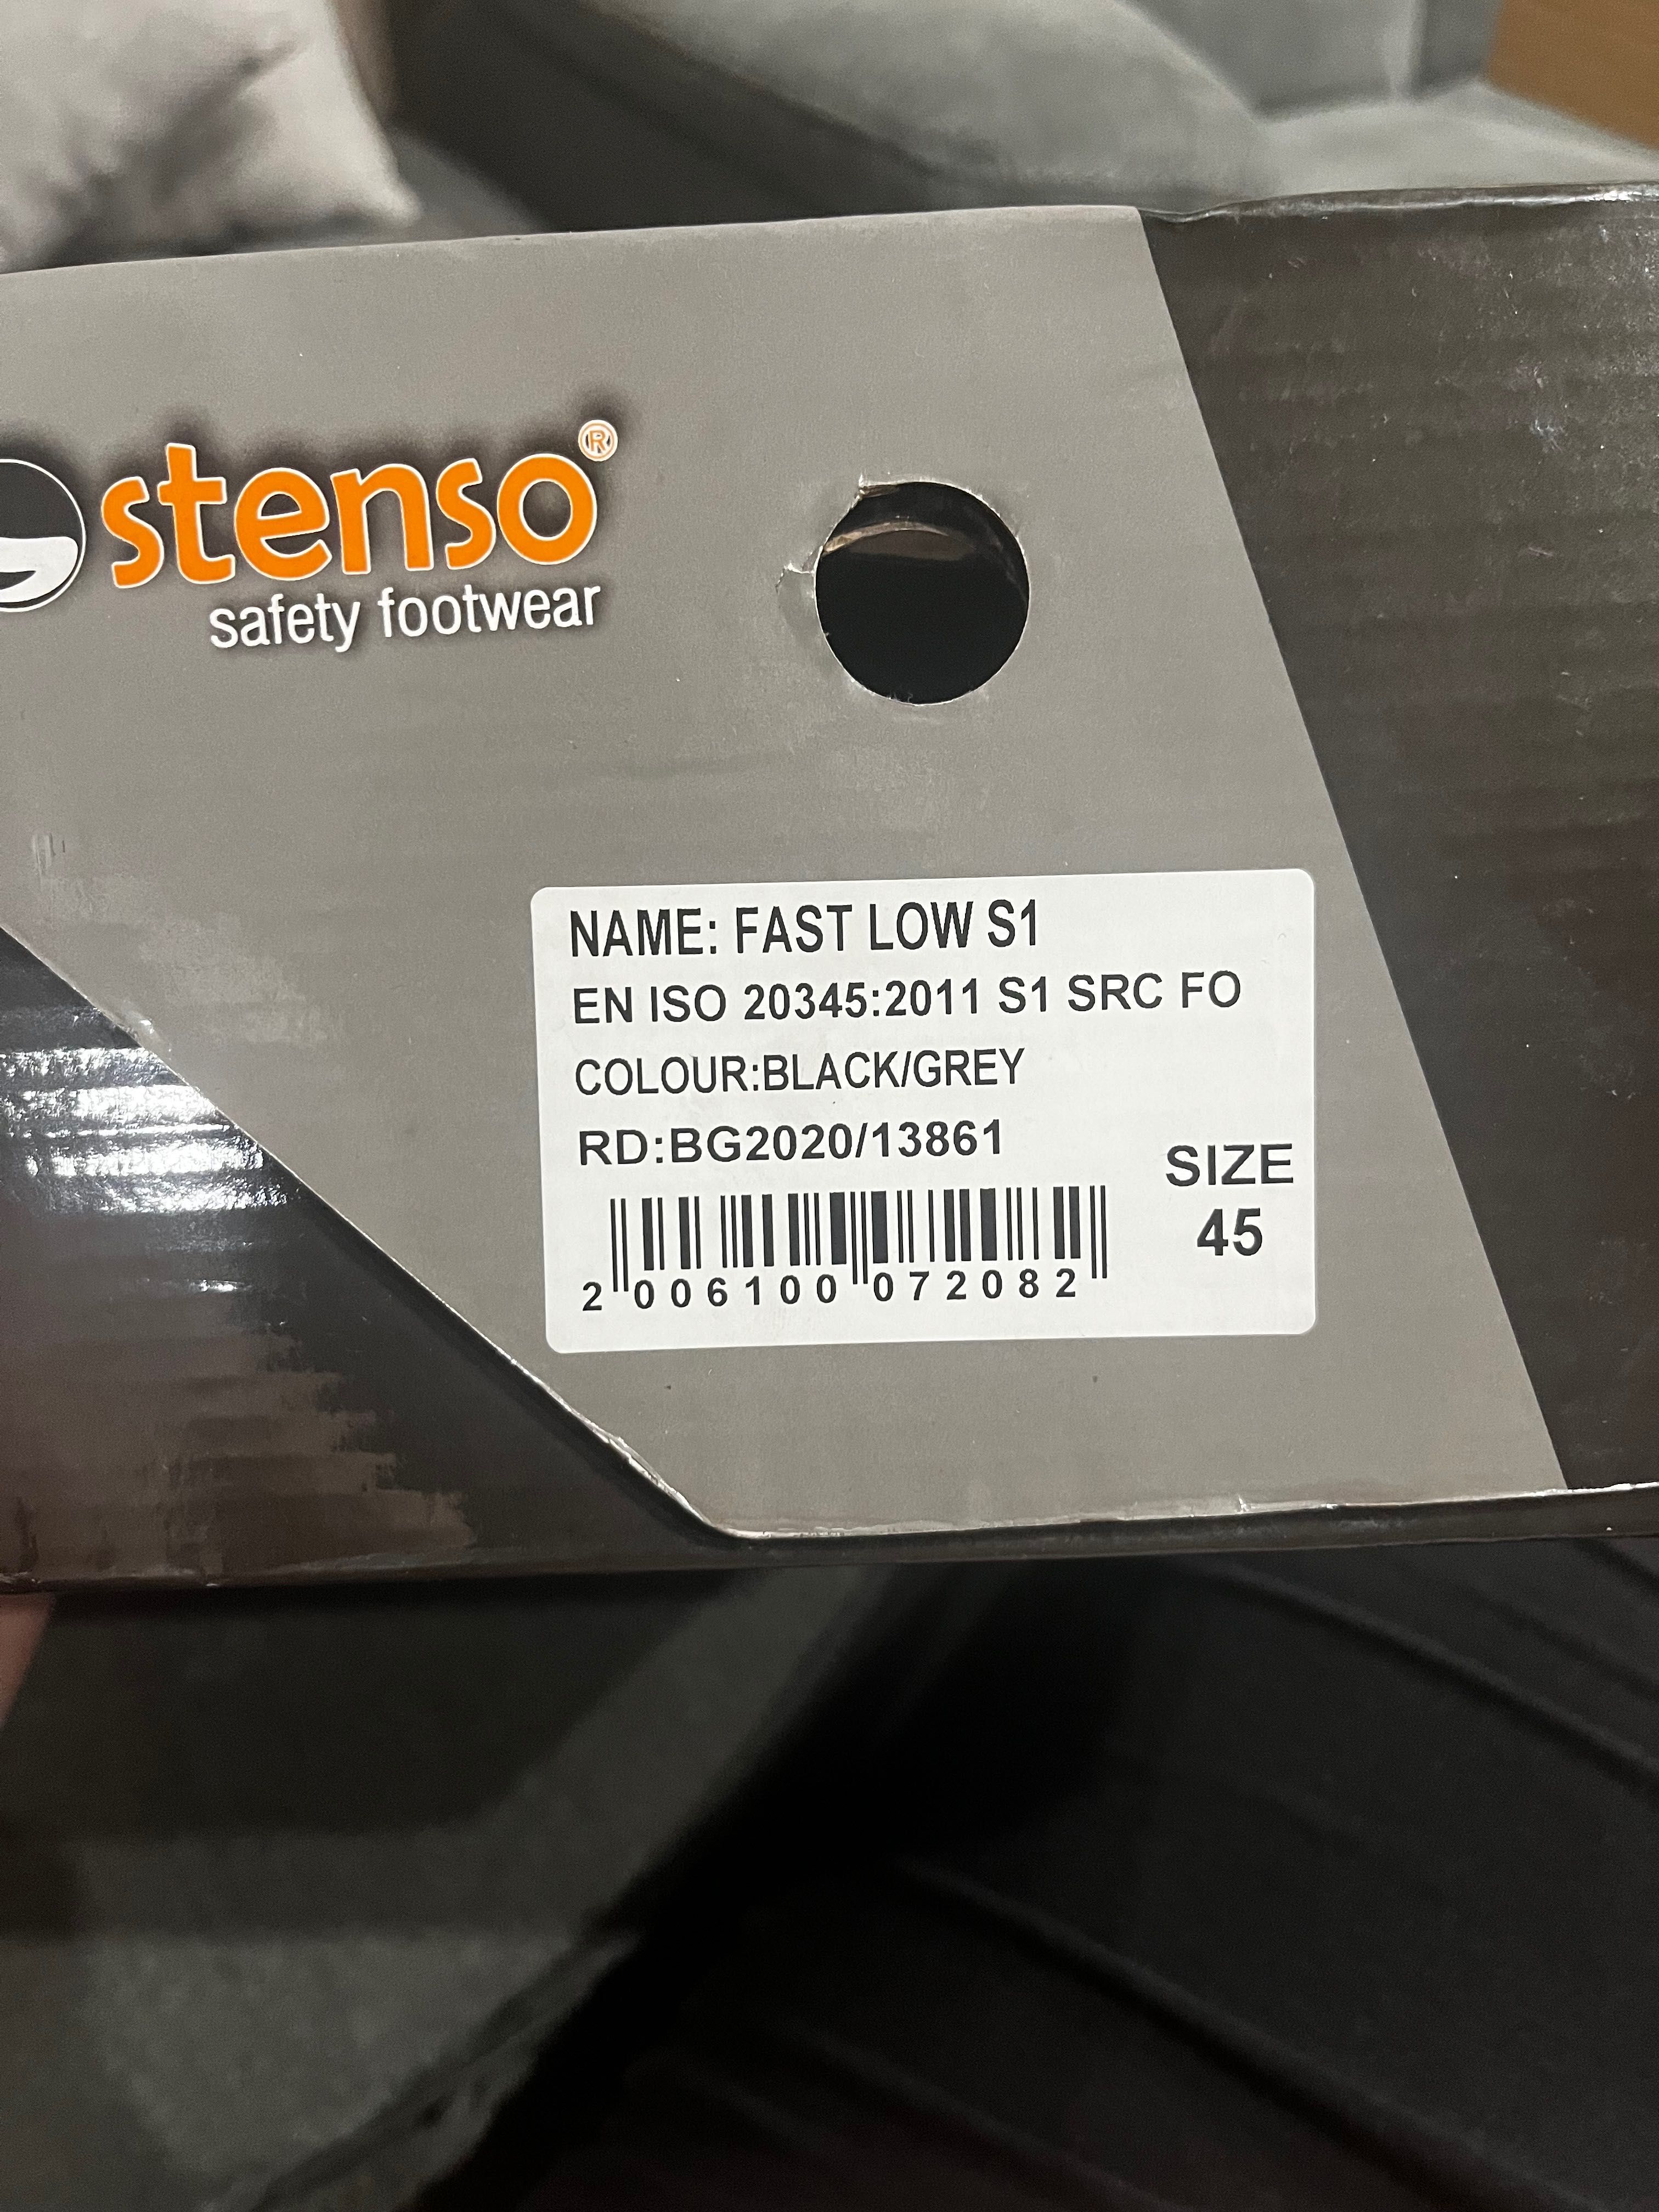 stenso®
safety footwear
NAME: FAST LOW S1
EN ISO 20345:2011 S1 SRC FO
COLOUR:BLACK/GREY
RD:BG2020/13861
SIZE
45
2 006100 072082